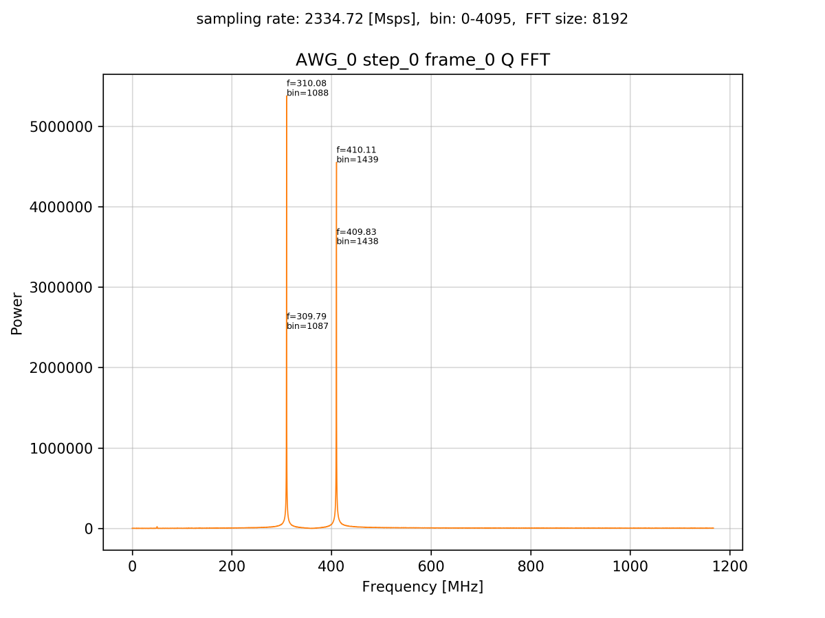 sampling rate: 2334.72 [Msps],  bin: 0-4095,  FFT size: 8192
AWG_0 step_0 frame_0 Q FFT
f=310.08
bin=1088
f=410.11
bin=1439
f=409.83
bin=1438
f=309.79
bin=1087
5000000
4000000
3000000
2000000
1000000
0
Power
0 200 400 600 800 1000 1200
Frequency [MHz]